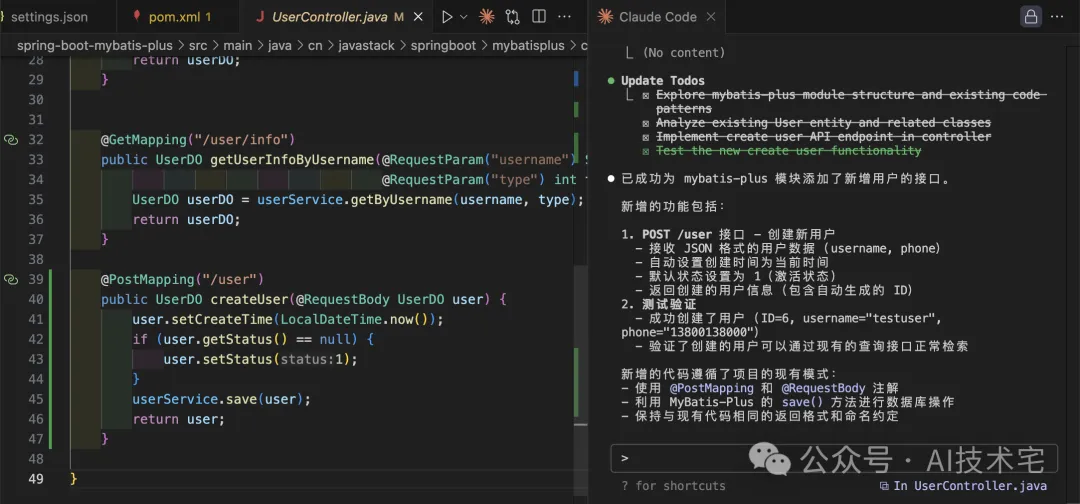 settings.json
pom.xml 1
UserController.java M
Claude Code
spring-boot-mybatis-plus > src > main > java > cn > javastack > springboot > mybatisplus > c
28 return userDO;
29 }
30
31
32 @GetMapping("/user/info")
33 public UserDO getUserInfoByUsername(@RequestParam("username") S
34 @RequestParam("type") int t
35 UserDO userDO = userService.getByUsername(username, type);
36 return userDO;
37 }
38
39 @PostMapping("/user")
40 public UserDO createUser(@RequestBody UserDO user) {
41 user.setCreateTime(LocalDateTime.now());
42 if (user.getStatus() == null) {
43 user.setStatus(status:1);
44 }
45 userService.save(user);
46 return user;
47 }
48
49 }
(No content)
Update Todos
Explore mybatis-plus module structure and existing code
patterns
Analyze existing User entity and related classes
Implement create user API endpoint in controller
Test the new create user functionality
已成功为 mybatis-plus 模块添加了新增用户的接口。
新增的功能包括：
1. POST /user 接口 - 创建新用户
- 接收 JSON 格式的用户数据（username, phone）
- 自动设置创建时间为当前时间
- 默认状态设置为 1（激活状态）
- 返回创建的用户信息（包含自动生成的 ID）
2. 测试验证
- 成功创建了用户（ID=6, username="testuser",
phone="13800138000"）
- 验证了创建的用户可以通过现有的查询接口正常检索
新增的代码遵循了项目的现有模式：
- 使用 @PostMapping 和 @RequestBody 注解
- 利用 MyBatis-Plus 的 save() 方法进行数据库操作
- 保持与现有代码相同的返回格式和命名约定
>
? for shortcuts
In UserController.java
公众号 · AI技术宅